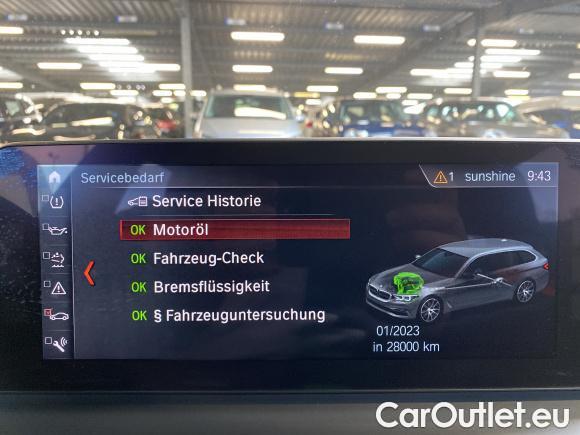 Servicebedarf
1 sunshine 9:43
Service Historie
OK Motoröl
OK Fahrzeug-Check
OK Bremsflüssigkeit
OK § Fahrzeuguntersuchung
01/2023
in 28000 km
CarOutlet.eu